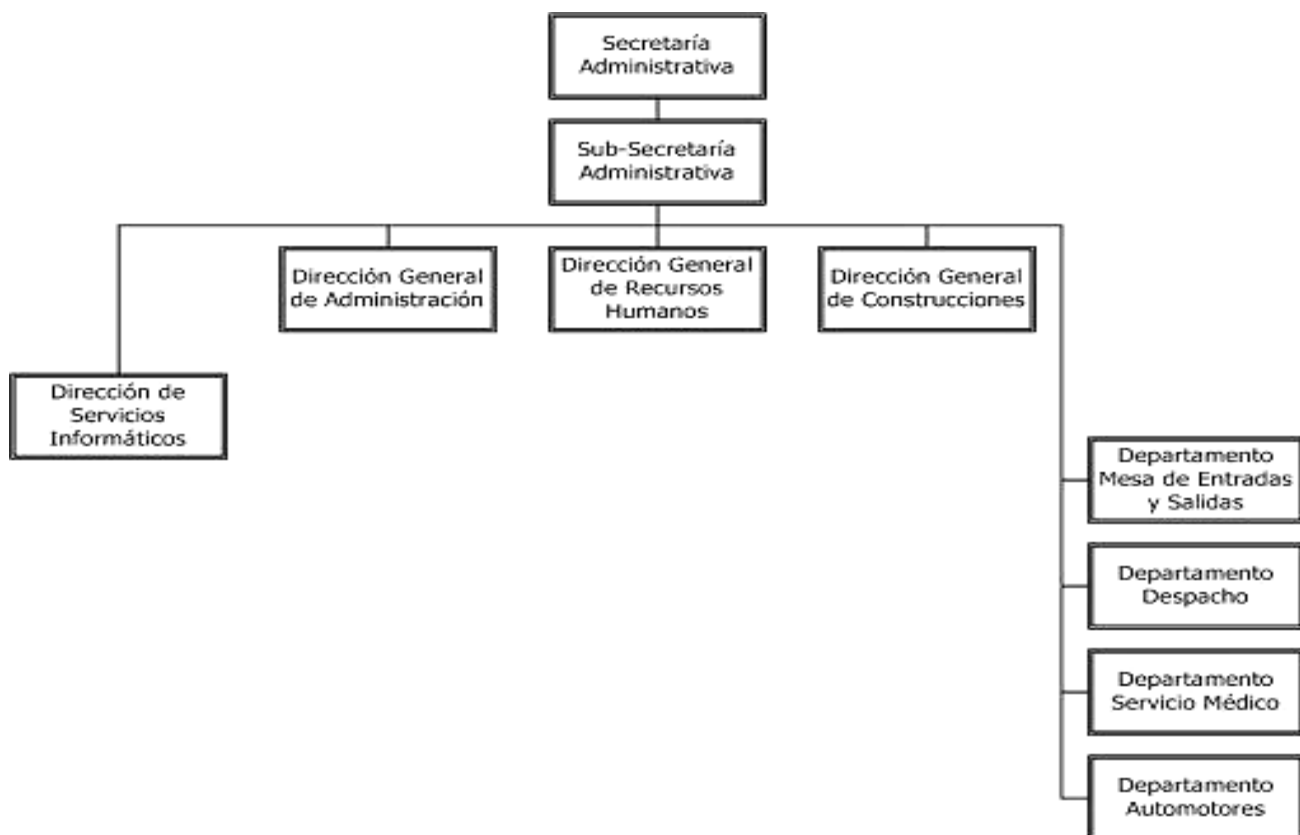 Secretaría
Administrativa
Sub-Secretaría
Administrativa
Dirección General
de Administración
Dirección General
de Recursos
Humanos
Dirección General
de Construcciones
Dirección de
Servicios
Informáticos
Departamento
Mesa de Entradas
y Salidas
Departamento
Despacho
Departamento
Servicio Médico
Departamento
Automotores